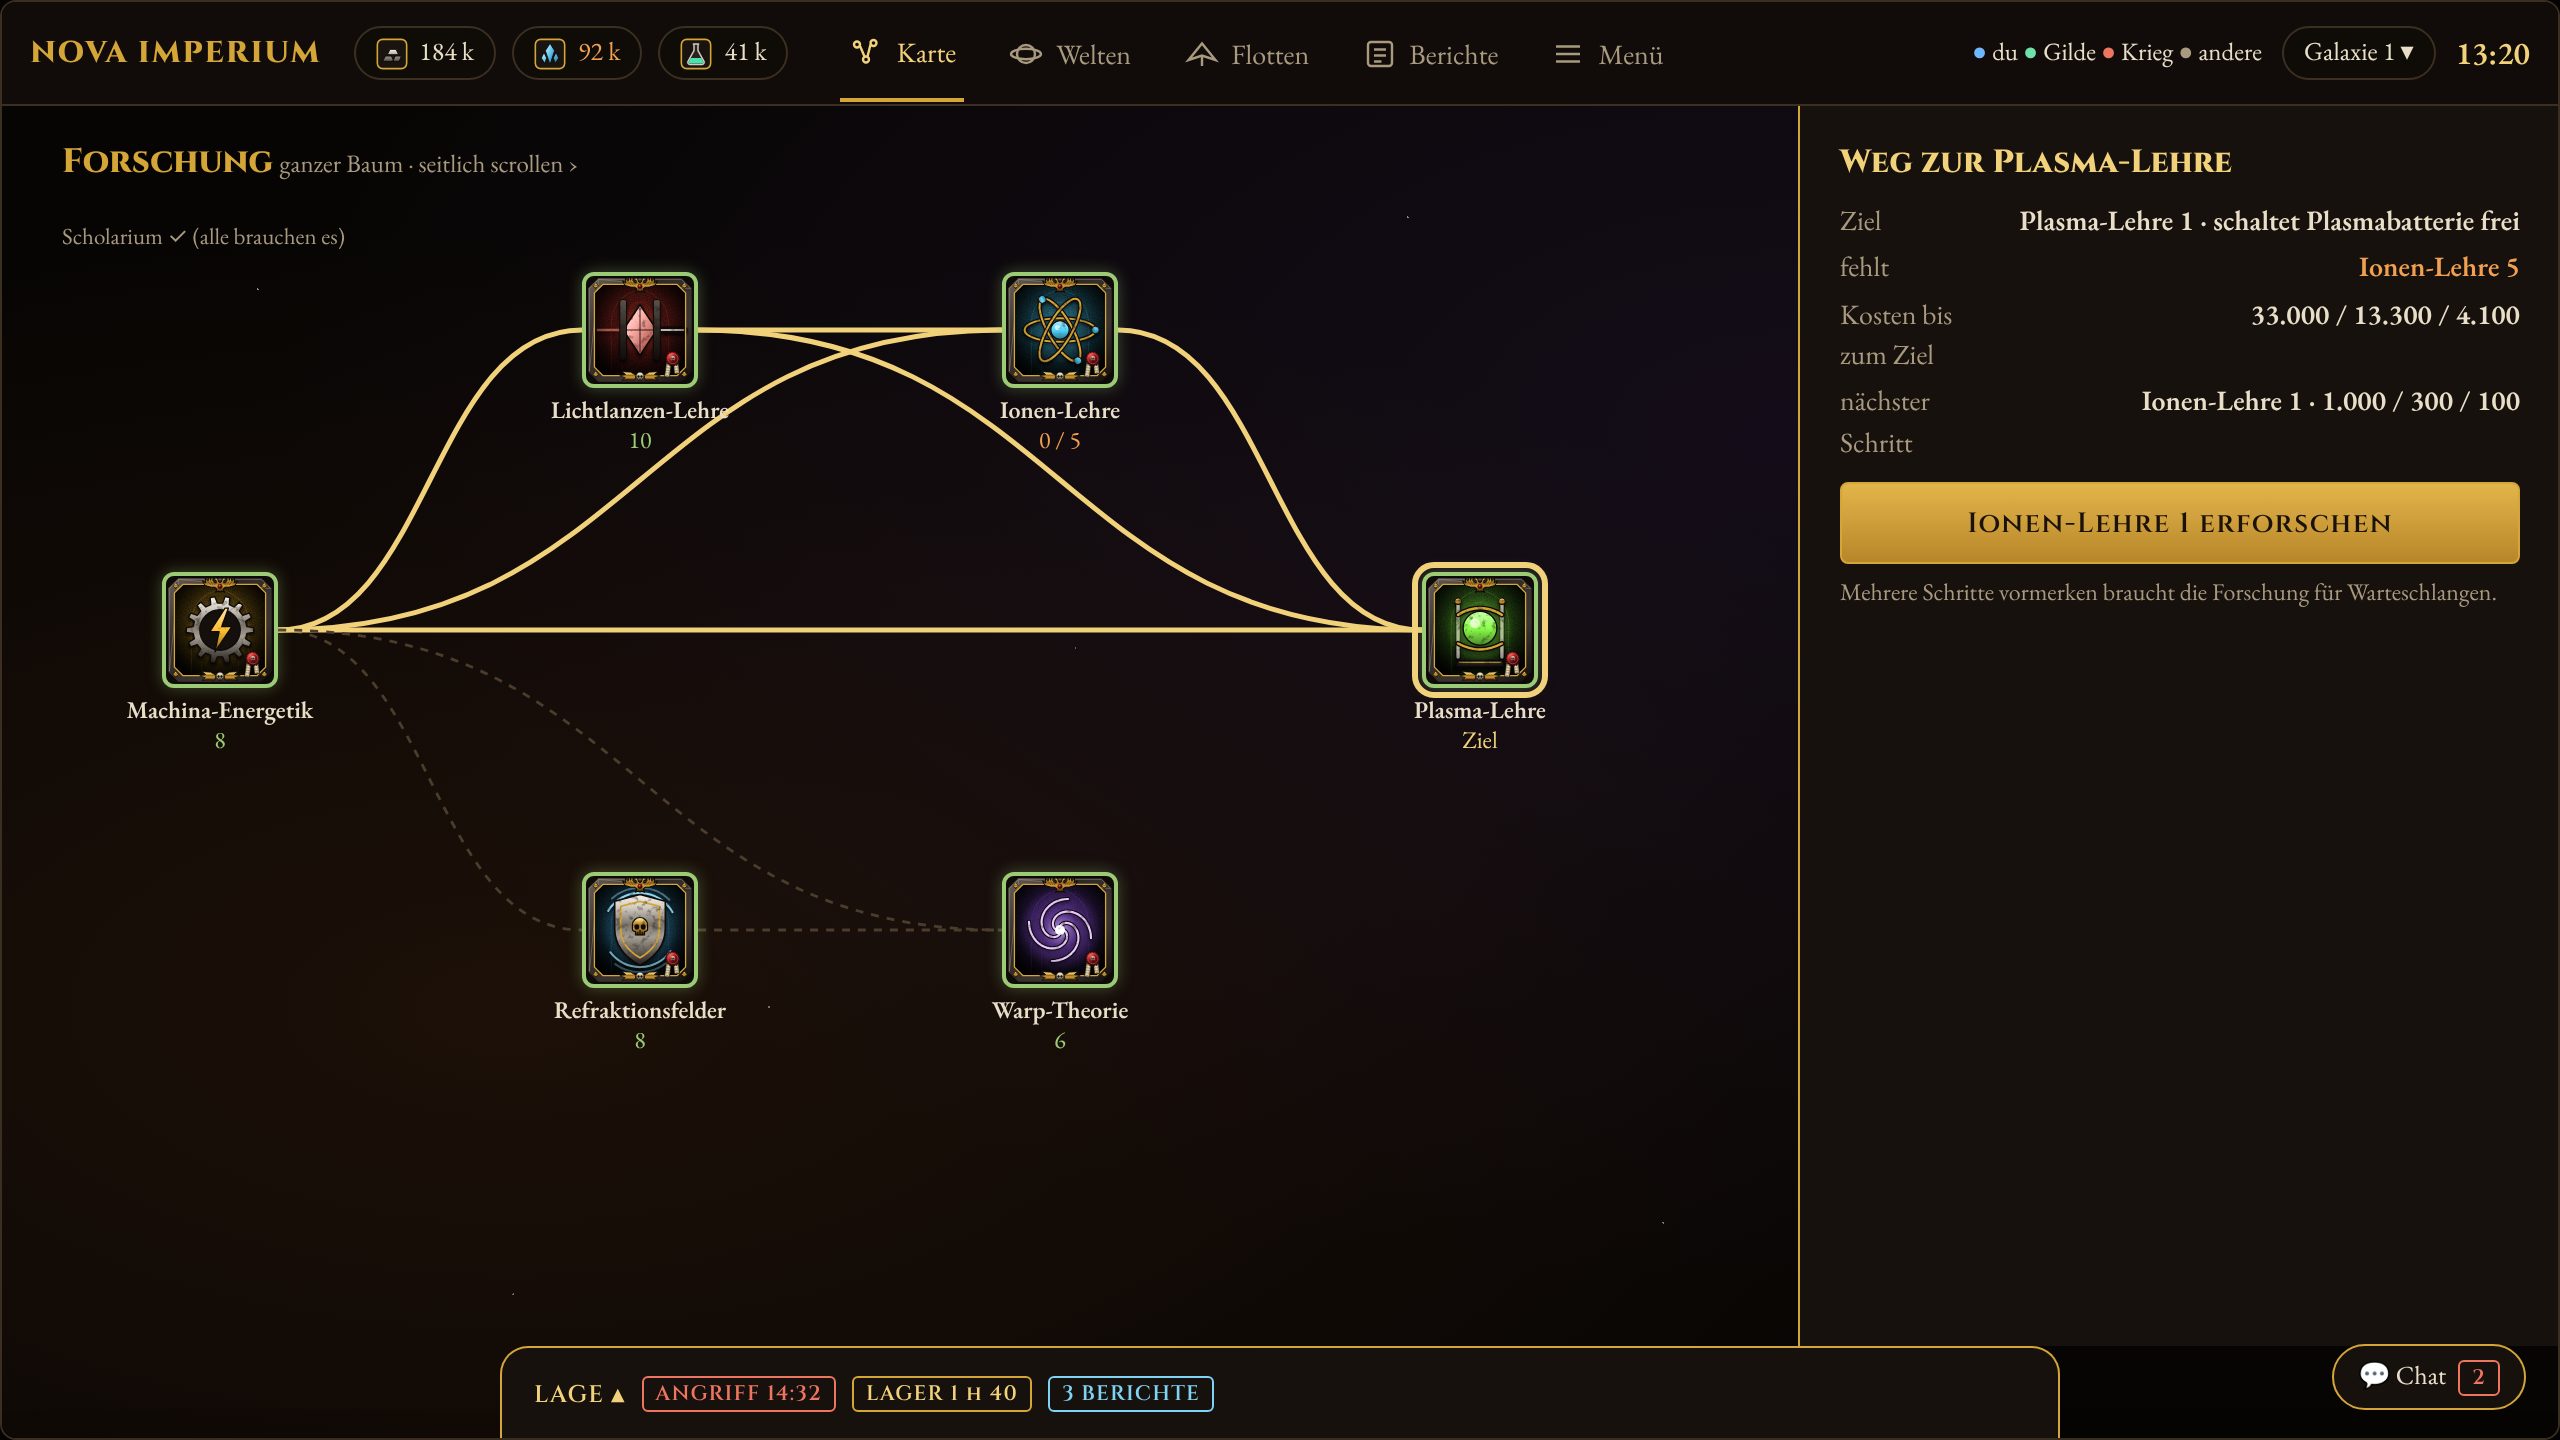 NOVA IMPERIUM
184 k
92 k
41 k
Karte
Welten
Flotten
Berichte
Menü
du
Gilde
Krieg
andere
Galaxie 1 ▼
13:20
Forschung ganzer Baum · seitlich scrollen ›
Scholarium ✓ (alle brauchen es)
Lichtlanzen-Lehre
10
Ionen-Lehre
0 / 5
Machina-Energetik
8
Plasma-Lehre
Ziel
Refraktionsfelder
8
Warp-Theorie
6
Weg zur Plasma-Lehre
Ziel Plasma-Lehre 1 · schaltet Plasmabatterie frei
fehlt Ionen-Lehre 5
Kosten bis zum Ziel 33.000 / 13.300 / 4.100
nächster Schritt Ionen-Lehre 1 · 1.000 / 300 / 100
Ionen-Lehre 1 erforschen
Mehrere Schritte vormerken braucht die Forschung für Warteschlangen.
LAGE ▲
ANGRIFF 14:32
LAGER 1 H 40
3 BERICHTE
💬 Chat 2